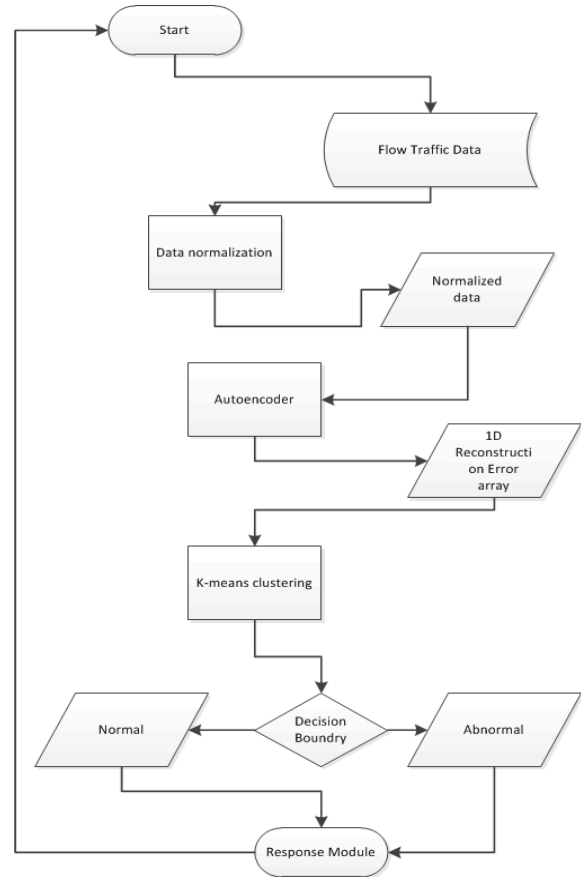 Start
Flow Traffic Data
Data normalization
Normalized
data
Autoencoder
1D
Reconstructi
on Error
array
K-means clustering
Normal
Decision
Boundry
Abnormal
Response Module